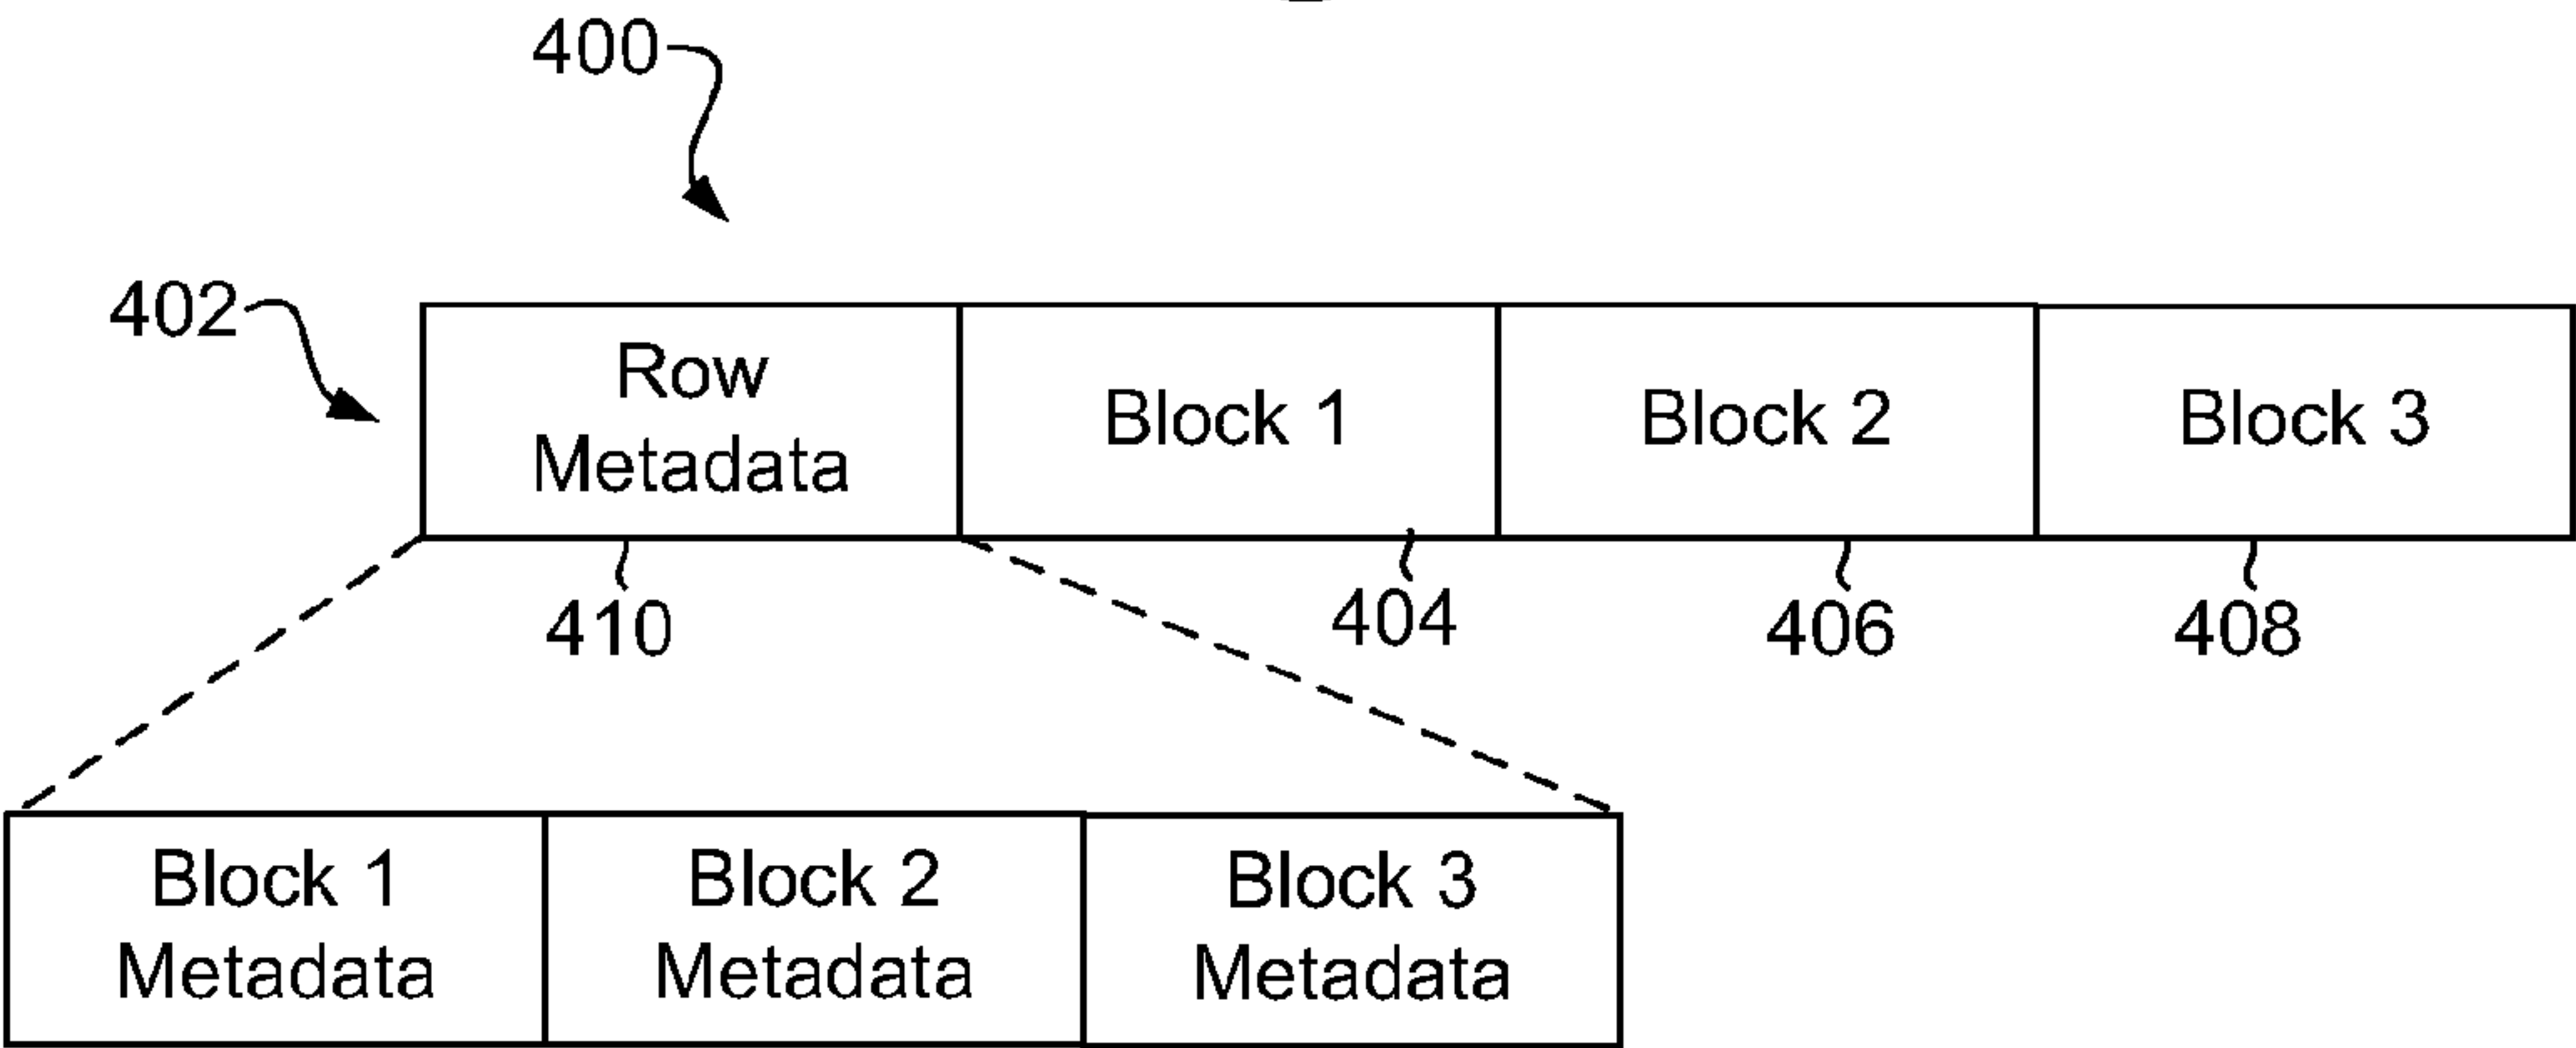 400
402
Row
Metadata
Block 1
Block 2
Block 3
410
404
406
408
Block 1
Metadata
Block 2
Metadata
Block 3
Metadata